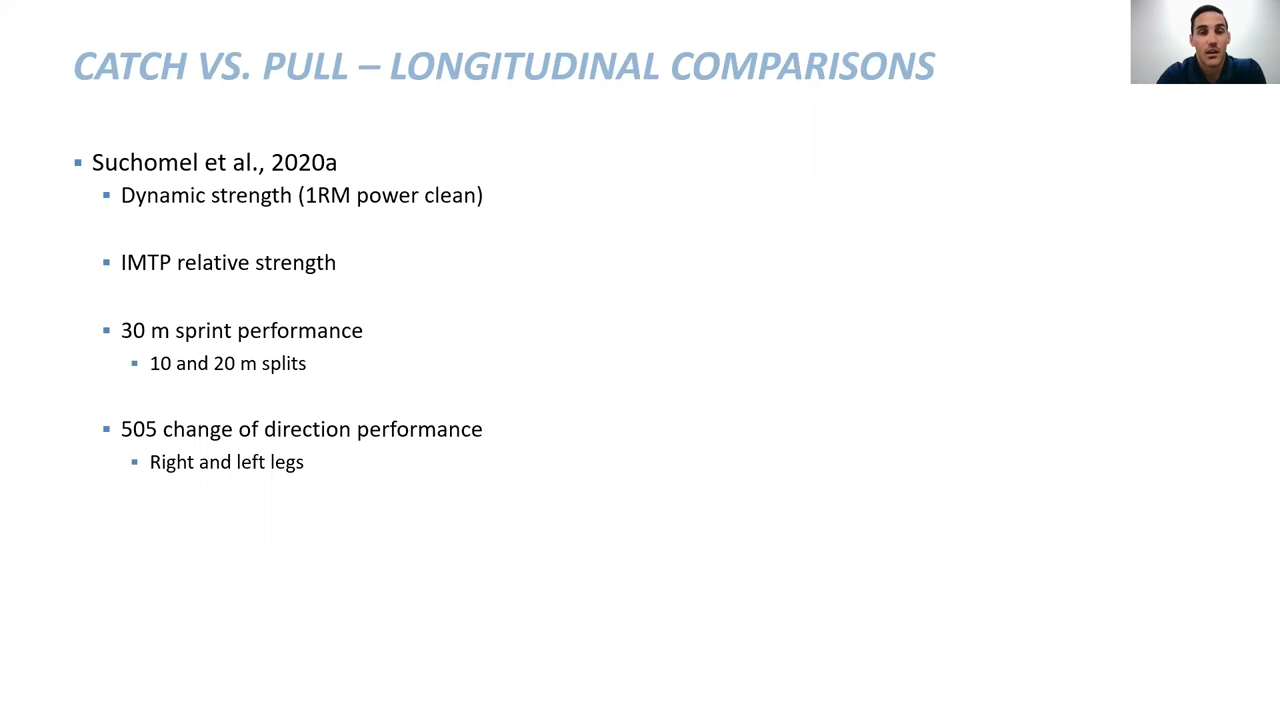 CATCH VS. PULL – LONGITUDINAL COMPARISONS
Suchomel et al., 2020a
Dynamic strength (1RM power clean)
IMTP relative strength
30 m sprint performance
10 and 20 m splits
505 change of direction performance
Right and left legs